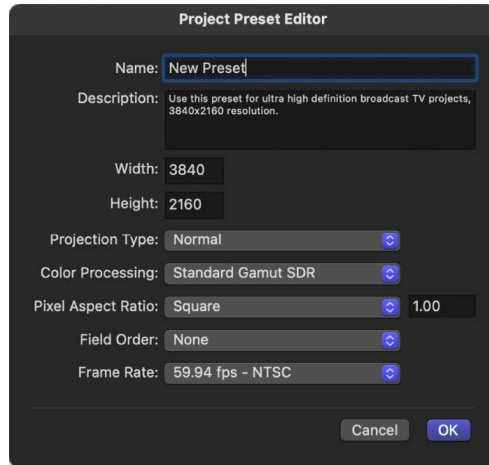 Project Preset Editor
Name: New Preset
Description: Use this preset for ultra high definition broadcast TV projects,
3840x2160 resolution.
Width: 3840
Height: 2160
Projection Type: Normal
Color Processing: Standard Gamut SDR
Pixel Aspect Ratio: Square 1.00
Field Order: None
Frame Rate: 59.94 fps - NTSC
Cancel OK